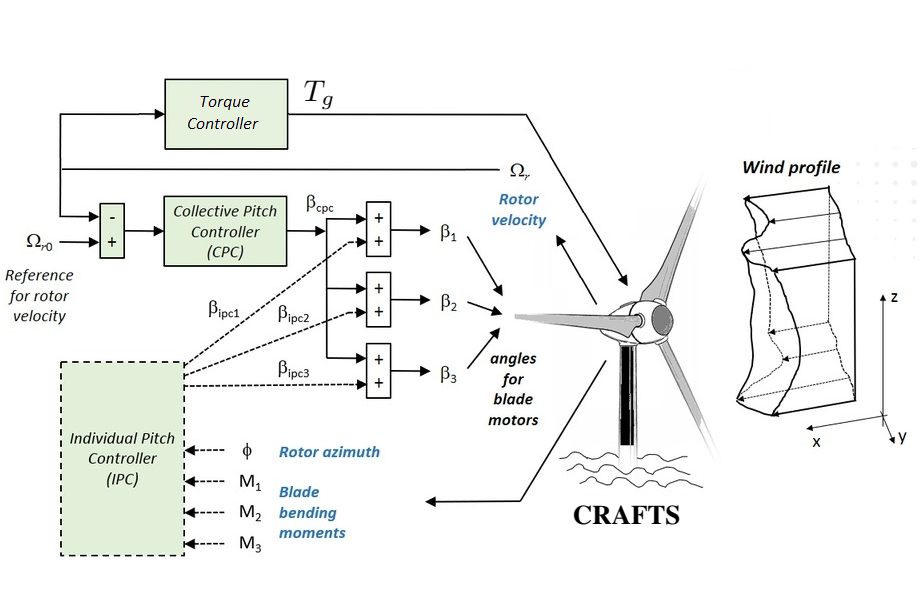 Torque
Controller
T_g
Ω_r
Rotor
velocity
Wind profile
-
+
Collective Pitch
Controller
(CPC)
β_cpc
+
+
β_1
Ω_r0
Reference
for rotor
velocity
+
+
β_2
+
+
β_3
β_ipc1
β_ipc2
β_ipc3
angles
for
blade
motors
Individual Pitch
Controller
(IPC)
ϕ
Rotor azimuth
M_1
M_2
M_3
Blade
bending
moments
CRAFTS
z
x
y